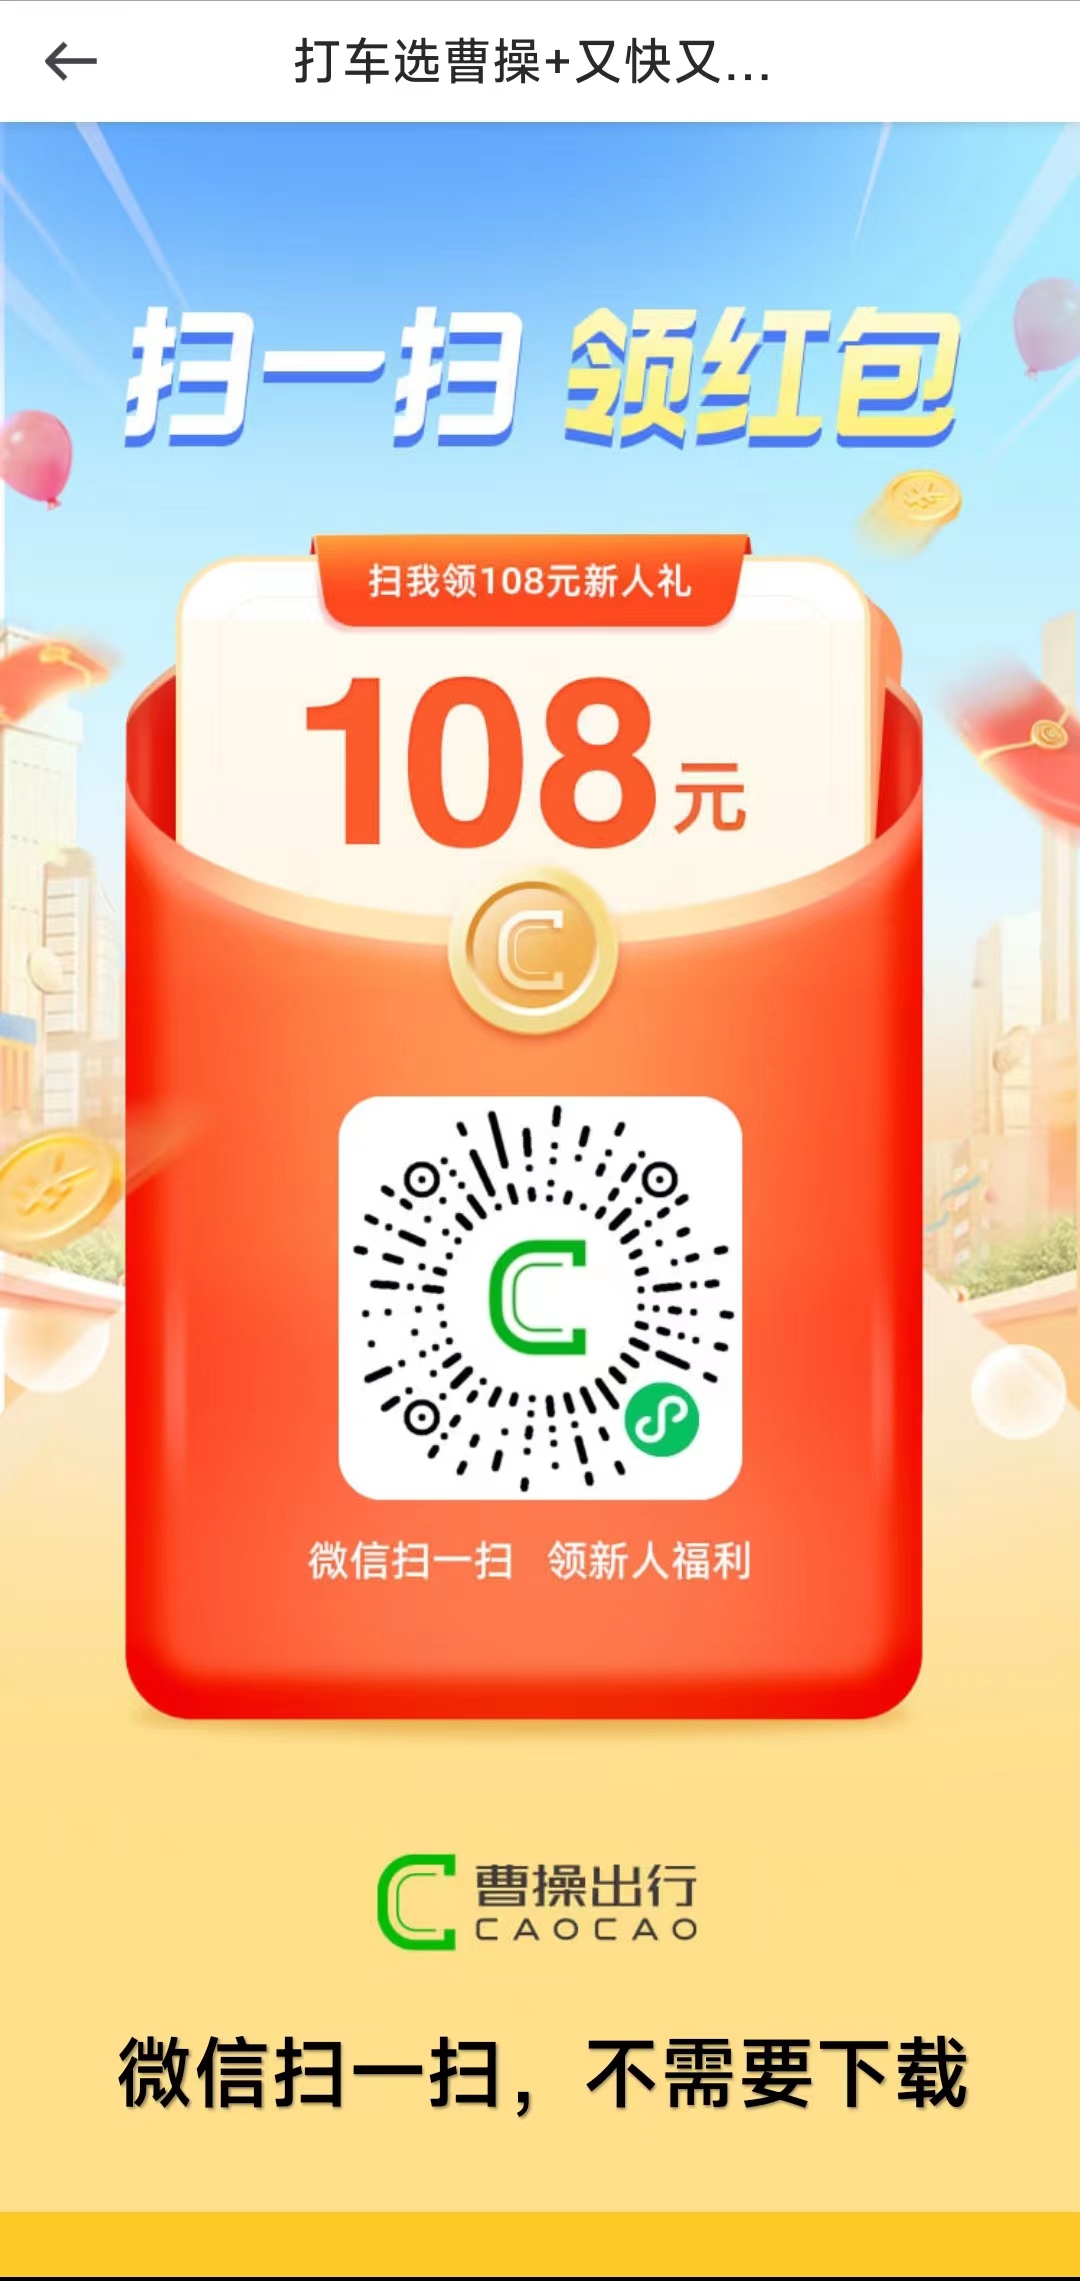 打车选曹操+又快又...
扫一扫 领红包
扫我领108元新人礼
108元
微信扫一扫 领新人福利
曹操出行
CAOCAO
微信扫一扫，不需要下载